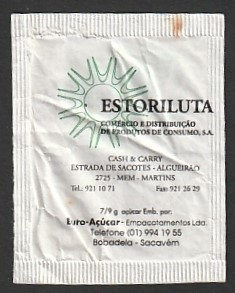 ESTORILUTA
COMÉRCIO E DISTRIBUIÇÃO
DE PRODUTOS DE CONSUMO, S.A.
CASH & CARRY
ESTRADA DE SACOTES - ALGUEIRÃO
2725 - MEM - MARTINS
Tel.: 921 10 71 Fax: 921 26 29
7/9 g açúcar Emb. por:
Euro-Açúcar - Empacotamentos Lda.
Telefone (01) 994 19 55
Bobadela - Sacavém